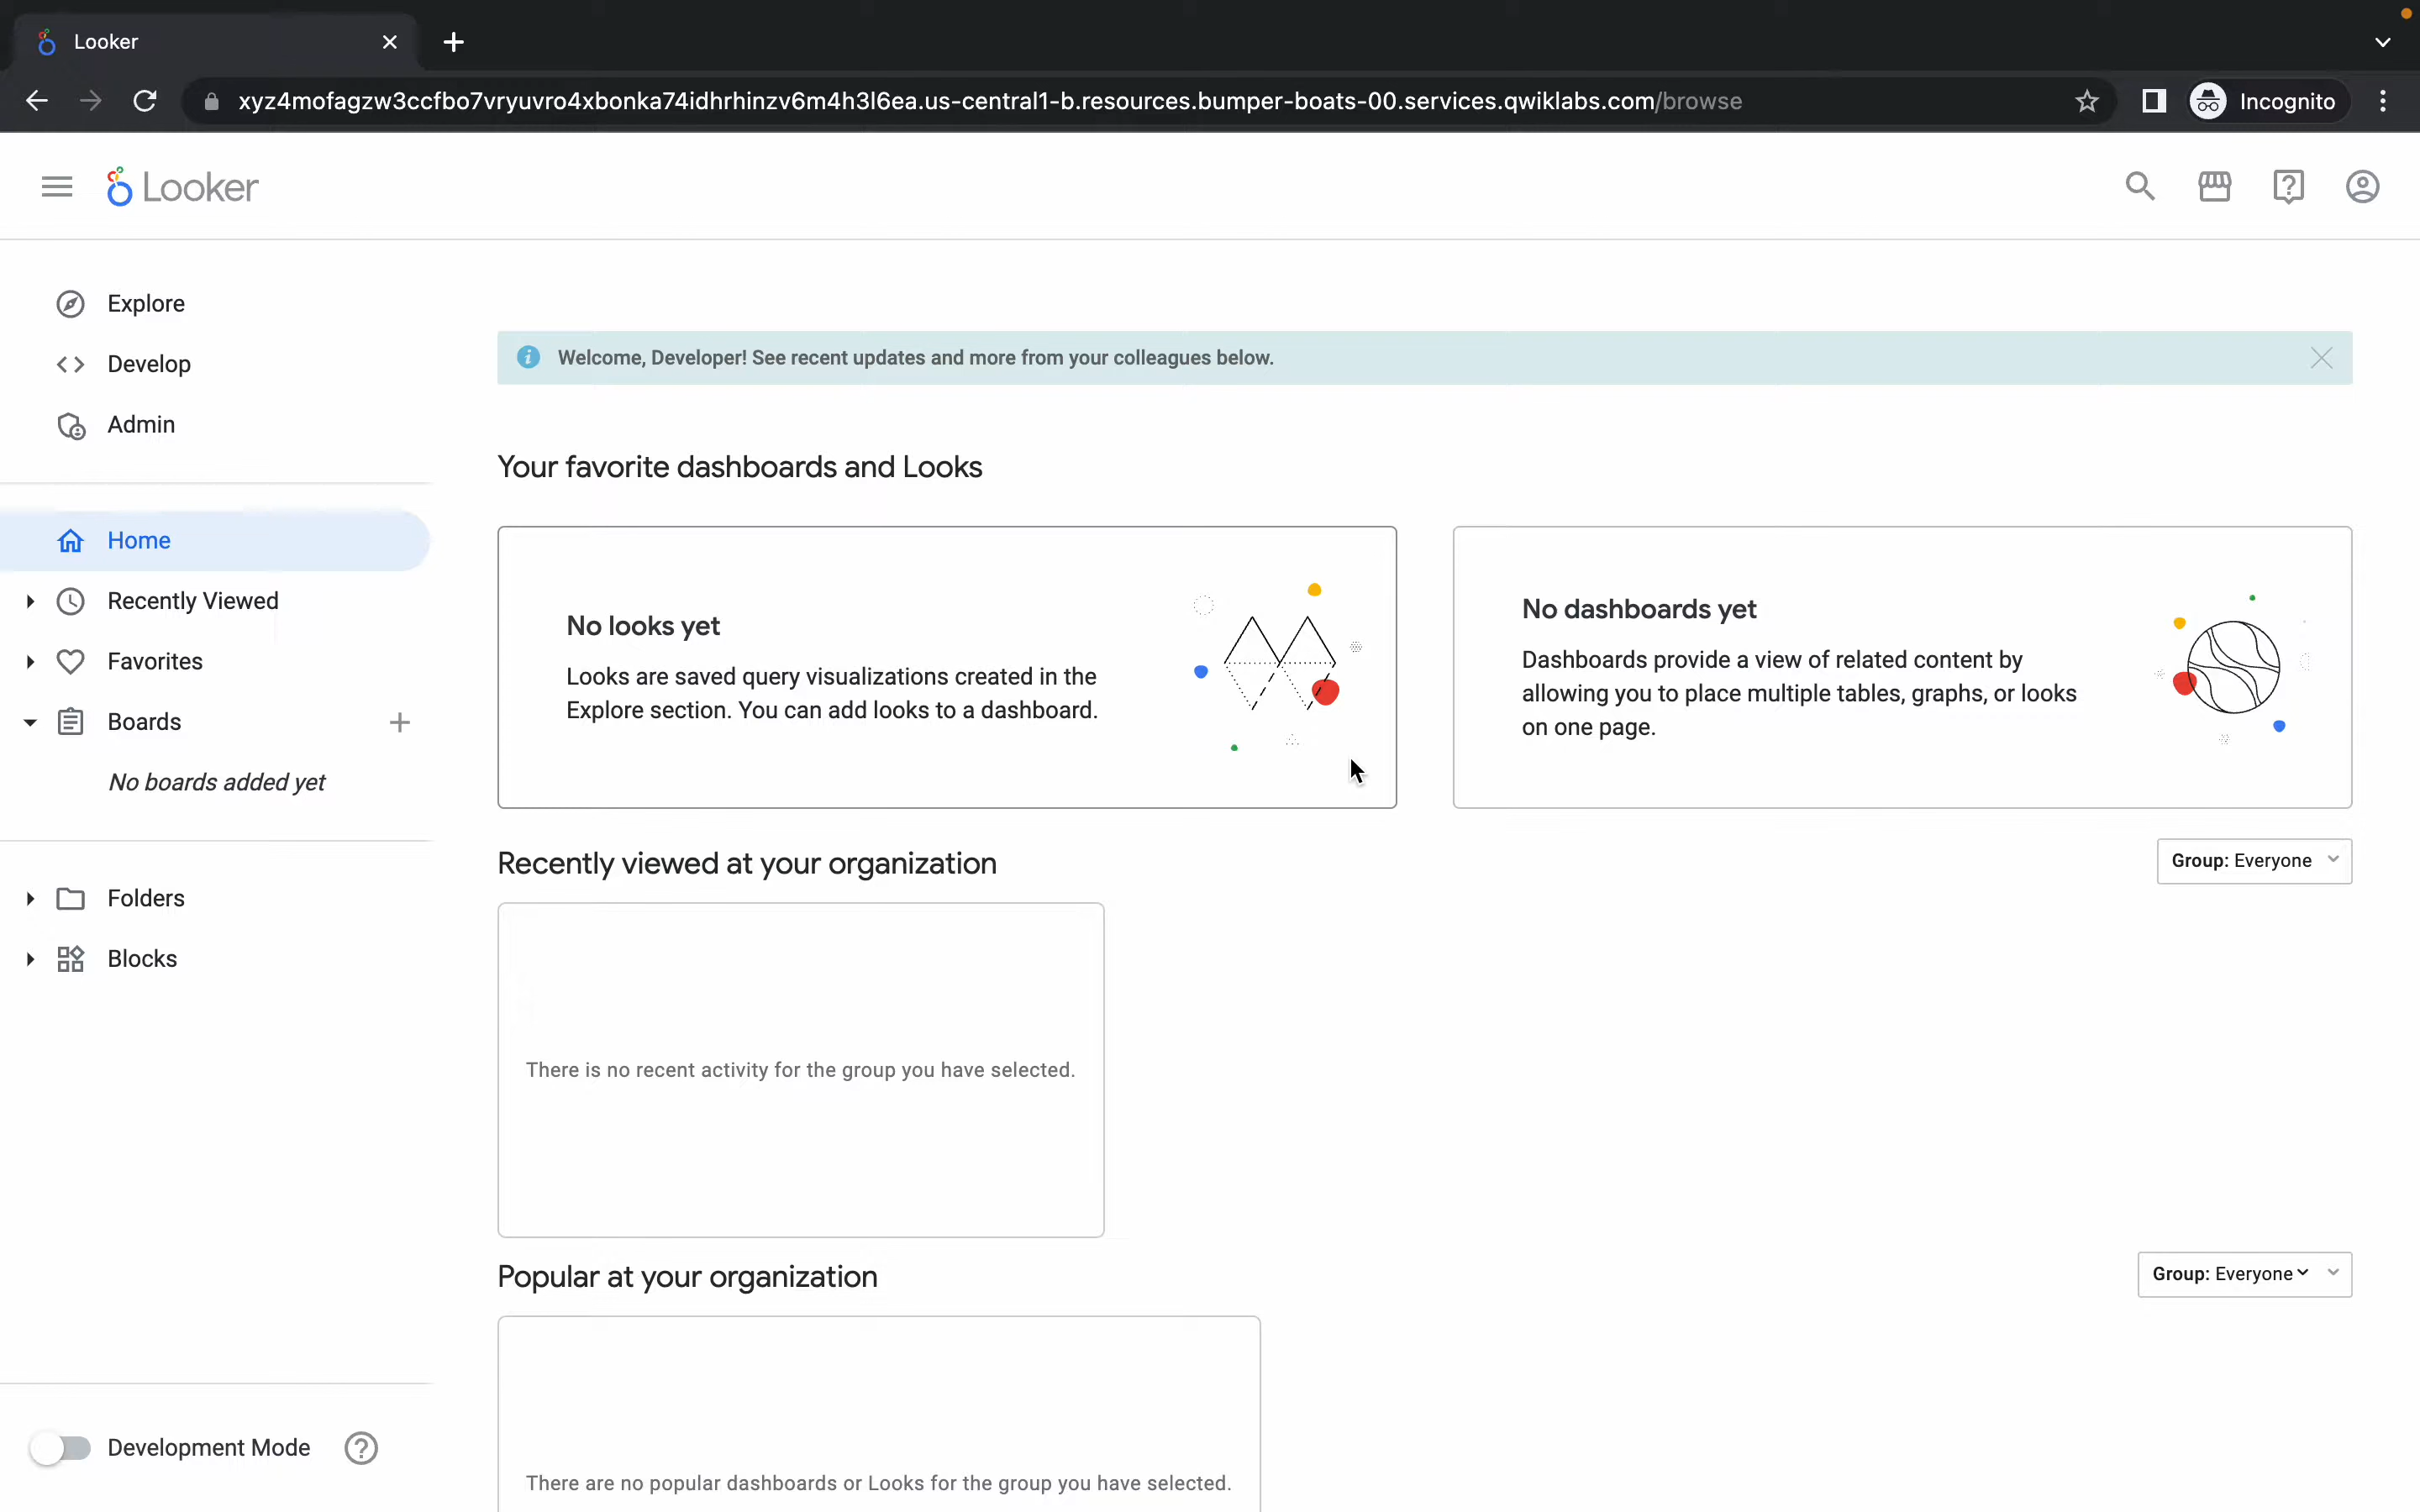 Looker
xyz4mofagzw3ccfbo7vryuvro4xbonka74idhrhinzv6m4h3l6ea.us-central1-b.resources.bumper-boats-00.services.qwiklabs.com/browse
Incognito
Looker
Explore
Develop
Admin
Home
Recently Viewed
Favorites
Boards
No boards added yet
Folders
Blocks
Development Mode
Welcome, Developer! See recent updates and more from your colleagues below.
Your favorite dashboards and Looks
No looks yet
Looks are saved query visualizations created in the
Explore section. You can add looks to a dashboard.
No dashboards yet
Dashboards provide a view of related content by
allowing you to place multiple tables, graphs, or looks
on one page.
Recently viewed at your organization
Group: Everyone
There is no recent activity for the group you have selected.
Popular at your organization
Group: Everyone
There are no popular dashboards or Looks for the group you have selected.